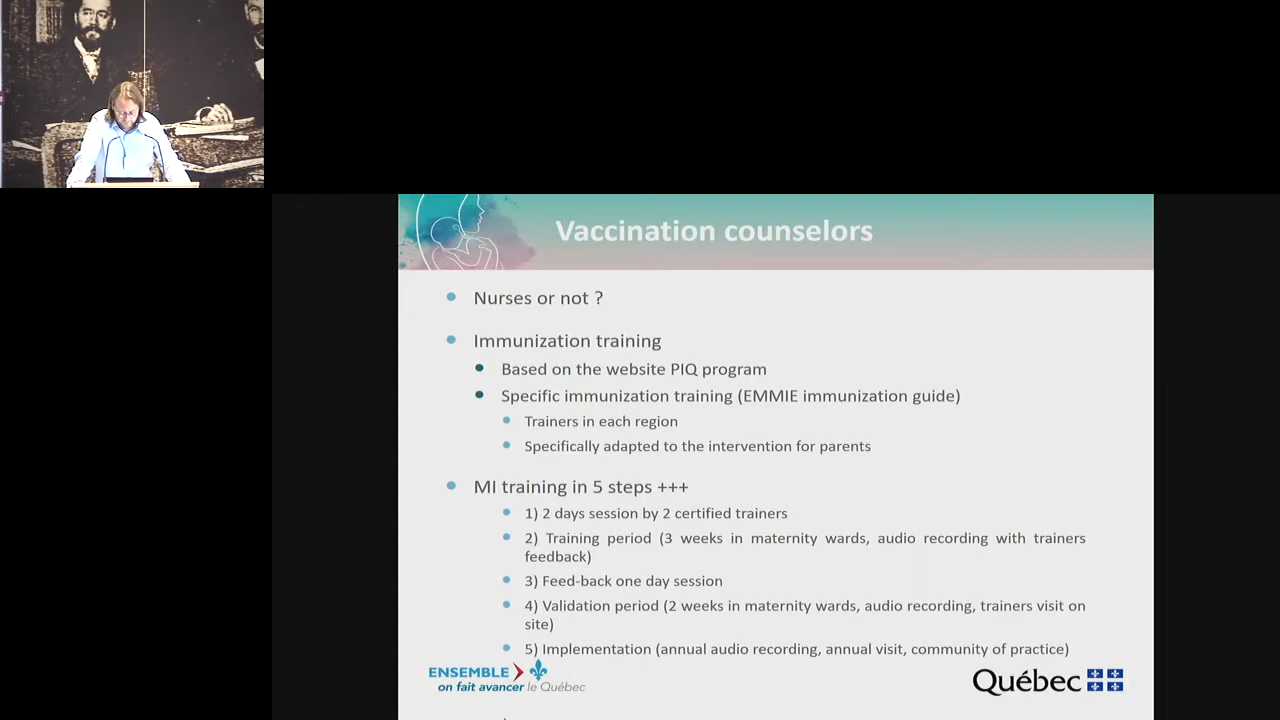 Vaccination counselors
Nurses or not ?
Immunization training
Based on the website PIQ program
Specific immunization training (EMMIE immunization guide)
Trainers in each region
Specifically adapted to the intervention for parents
MI training in 5 steps +++
1) 2 days session by 2 certified trainers
2) Training period (3 weeks in maternity wards, audio recording with trainers
feedback)
3) Feed-back one day session
4) Validation period (2 weeks in maternity wards, audio recording, trainers visit on
site)
5) Implementation (annual audio recording, annual visit, community of practice)
ENSEMBLE
on fait avancer le Québec
Québec